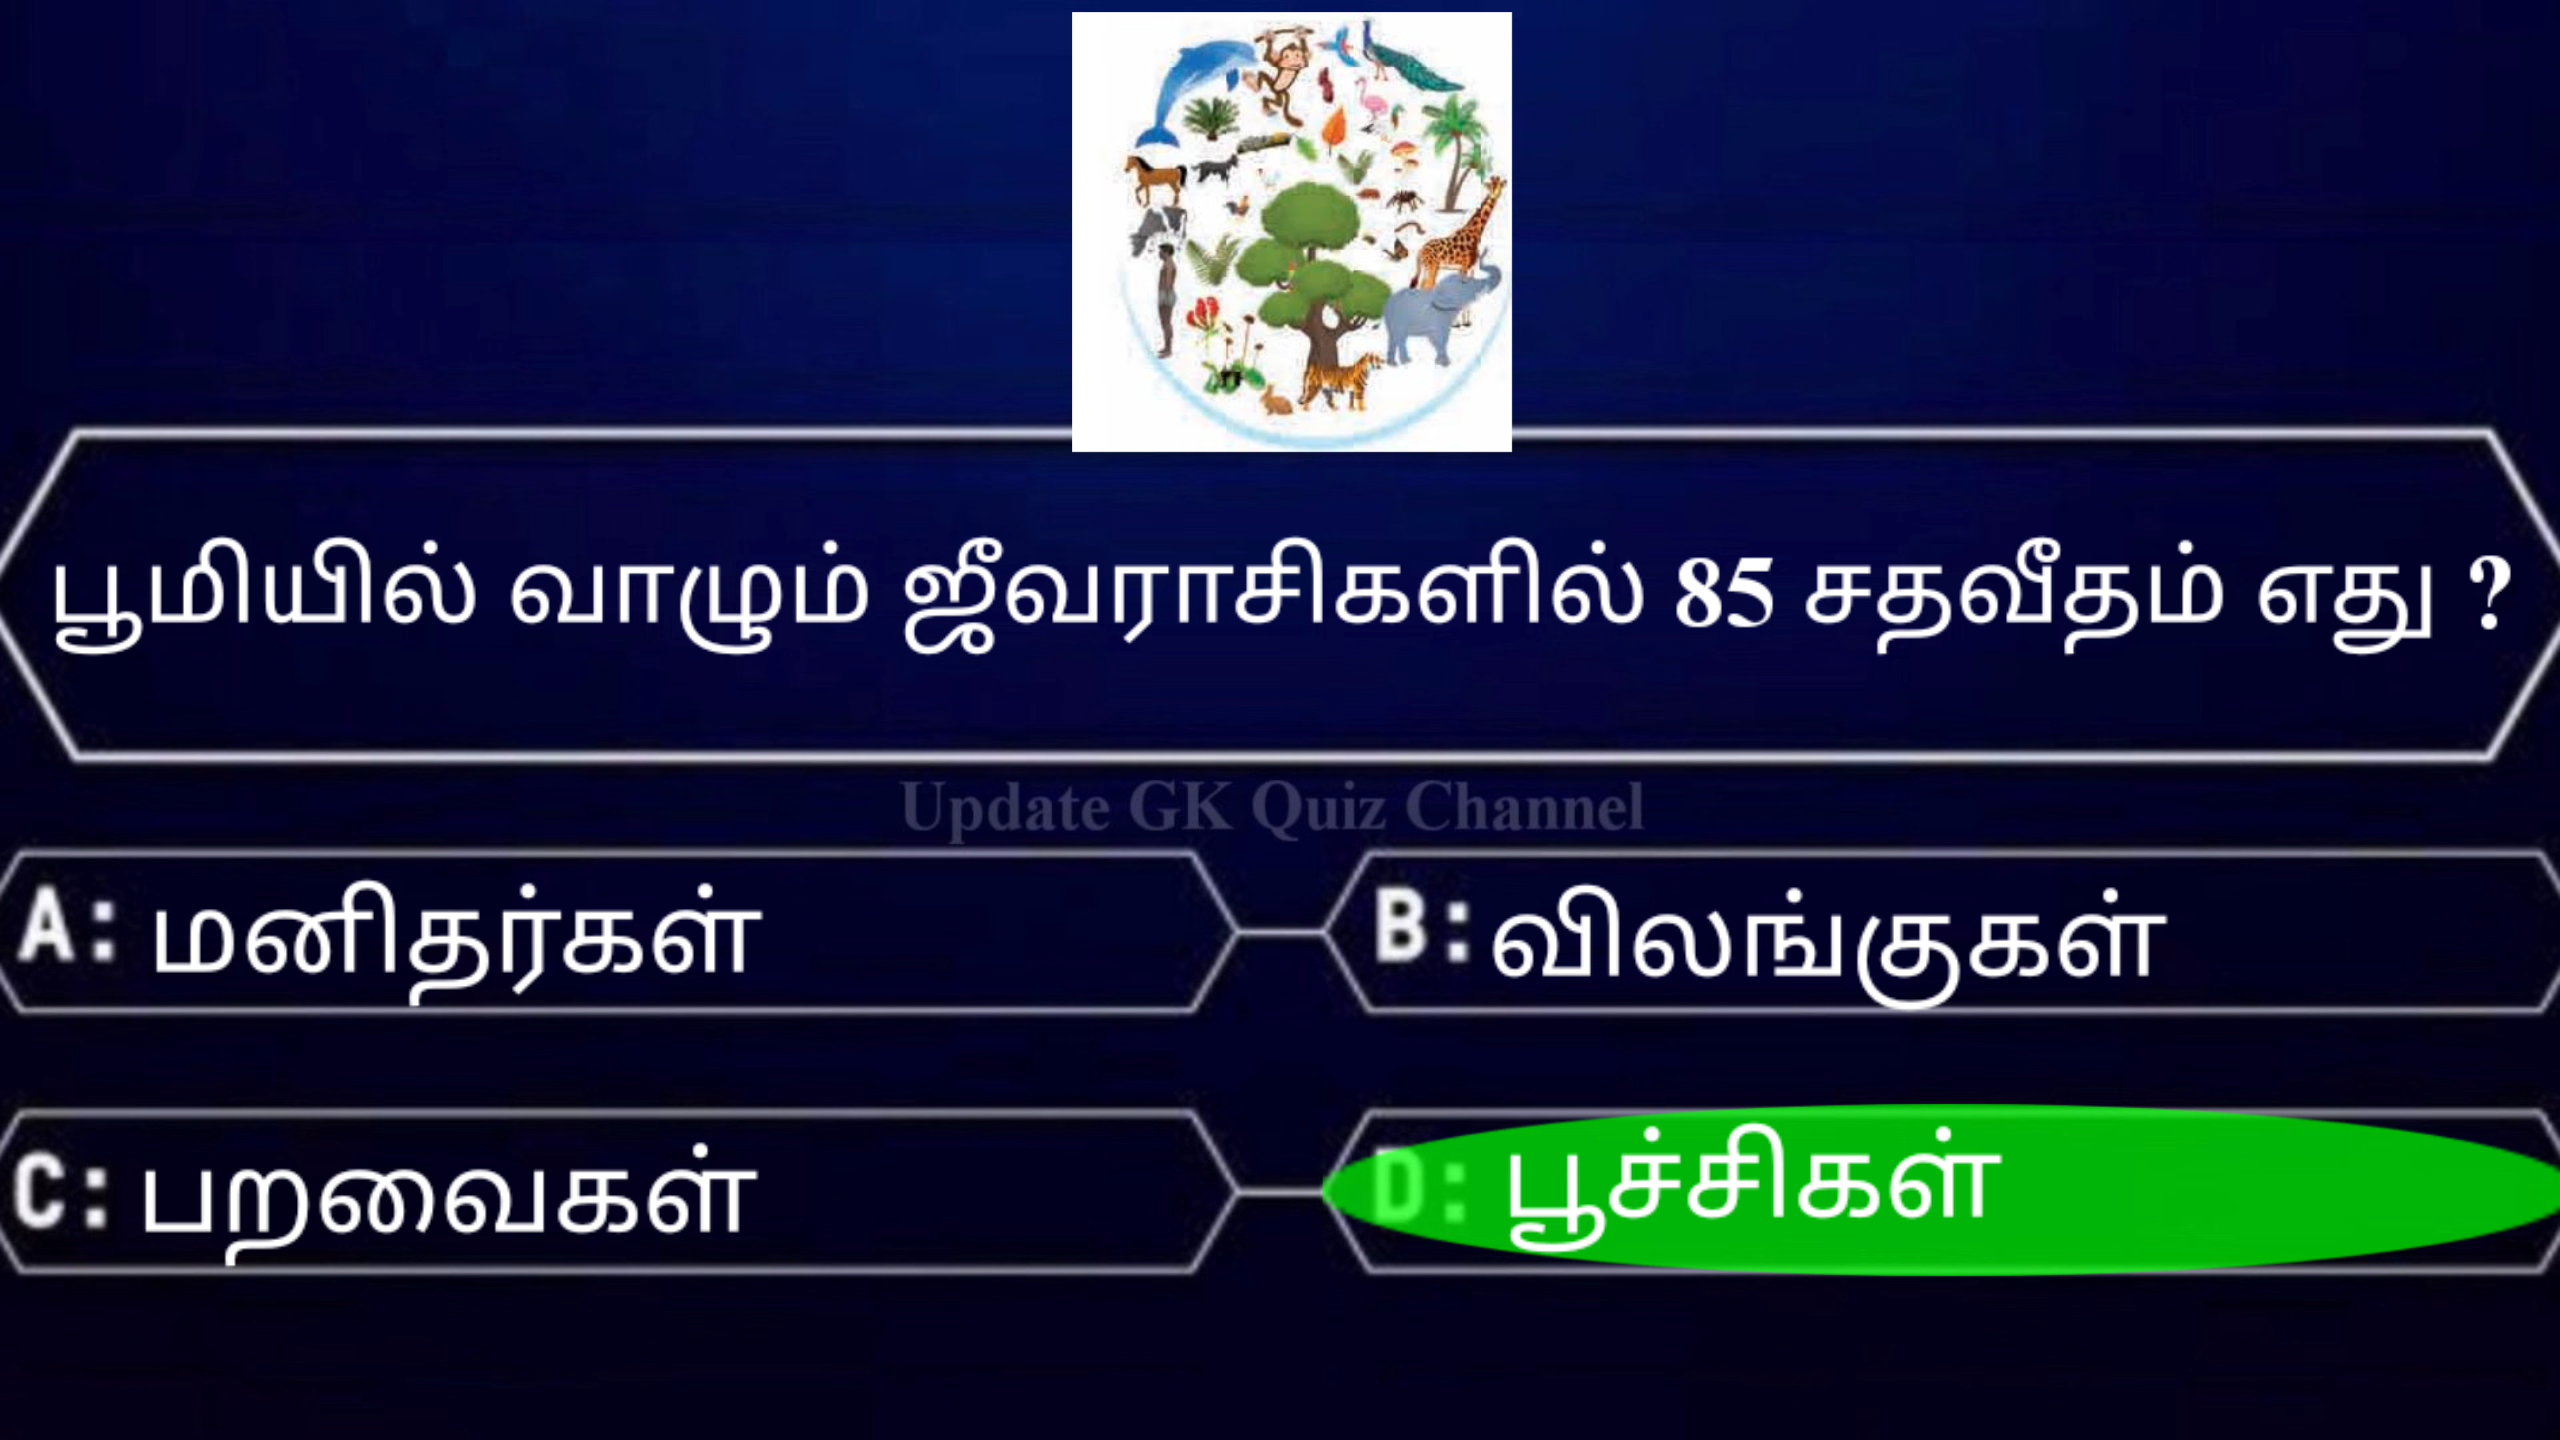 பூமியில் வாழும் ஜீவராசிகளில் 85 சதவீதம் எது ?
Update GK Quiz Channel
A: மனிதர்கள்
B: விலங்குகள்
C: பறவைகள்
D: பூச்சிகள்